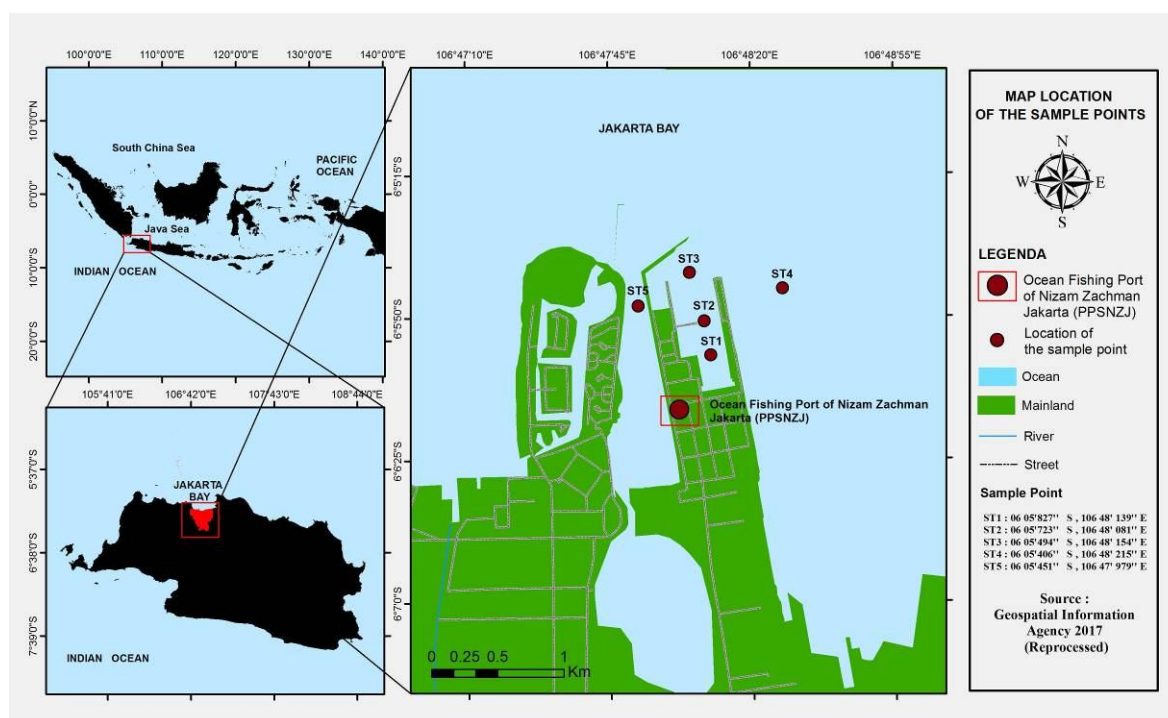 100°0'0"E
110°0'0"E
120°0'0"E
130°0'0"E
140°0'0"E
10°0'0"N
0°0'0"
10°0'0"S
20°0'0"S
South China Sea
PACIFIC
OCEAN
Java Sea
INDIAN OCEAN
105°41'0"E
106°42'0"E
107°43'0"E
108°44'0"E
5°37'0"S
6°38'0"S
7°39'0"S
JAKARTA
BAY
INDIAN OCEAN
106°47'10"E
106°47'45"E
106°48'20"E
106°48'55"E
6°5'15"S
6°5'50"S
6°6'25"S
6°7'0"S
JAKARTA BAY
ST3
ST4
ST5
ST2
ST1
Ocean Fishing Port of Nizam Zachman
Jakarta (PPSNZJ)
0 0.25 0.5 1
Km
MAP LOCATION
OF THE SAMPLE POINTS
N
W E
S
LEGENDA
Ocean Fishing Port
of Nizam Zachman
Jakarta (PPSNZJ)
Location of
the sample point
Ocean
Mainland
River
Street
Sample Point
ST1 : 06 05'827'' S , 106 48' 139'' E
ST2 : 06 05'723'' S , 106 48' 081'' E
ST3 : 06 05'494'' S , 106 48' 154'' E
ST4 : 06 05'406'' S , 106 48' 215'' E
ST5 : 06 05'451'' S , 106 47' 979'' E
Source :
Geospatial Information
Agency 2017
(Reprocessed)